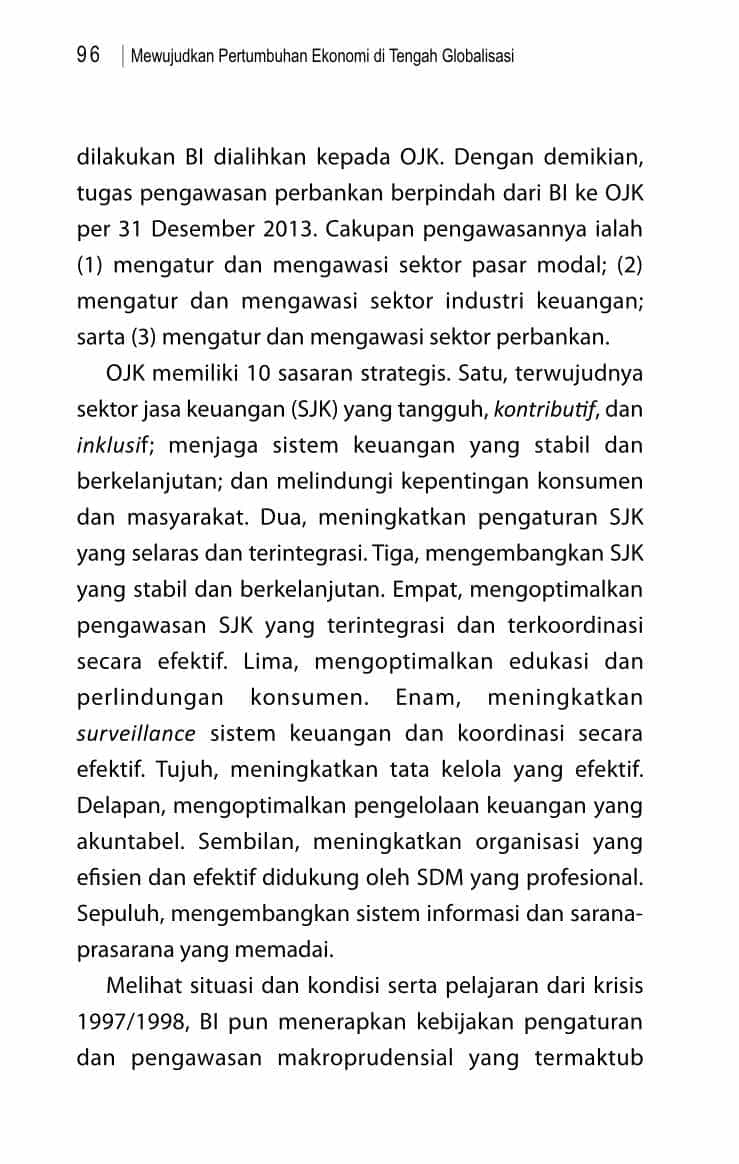 96 | Mewujudkan Pertumbuhan Ekonomi di Tengah Globalisasi
dilakukan BI dialihkan kepada OJK. Dengan demikian,
tugas pengawasan perbankan berpindah dari BI ke OJK
per 31 Desember 2013. Cakupan pengawasannya ialah
(1) mengatur dan mengawasi sektor pasar modal; (2)
mengatur dan mengawasi sektor industri keuangan;
sarta (3) mengatur dan mengawasi sektor perbankan.
OJK memiliki 10 sasaran strategis. Satu, terwujudnya
sektor jasa keuangan (SJK) yang tangguh, kontributif, dan
inklusif; menjaga sistem keuangan yang stabil dan
berkelanjutan; dan melindungi kepentingan konsumen
dan masyarakat. Dua, meningkatkan pengaturan SJK
yang selaras dan terintegrasi. Tiga, mengembangkan SJK
yang stabil dan berkelanjutan. Empat, mengoptimalkan
pengawasan SJK yang terintegrasi dan terkoordinasi
secara efektif. Lima, mengoptimalkan edukasi dan
perlindungan konsumen. Enam, meningkatkan
surveillance sistem keuangan dan koordinasi secara
efektif. Tujuh, meningkatkan tata kelola yang efektif.
Delapan, mengoptimalkan pengelolaan keuangan yang
akuntabel. Sembilan, meningkatkan organisasi yang
efisien dan efektif didukung oleh SDM yang profesional.
Sepuluh, mengembangkan sistem informasi dan sarana-
prasarana yang memadai.
Melihat situasi dan kondisi serta pelajaran dari krisis
1997/1998, BI pun menerapkan kebijakan pengaturan
dan pengawasan makroprudensial yang termaktub